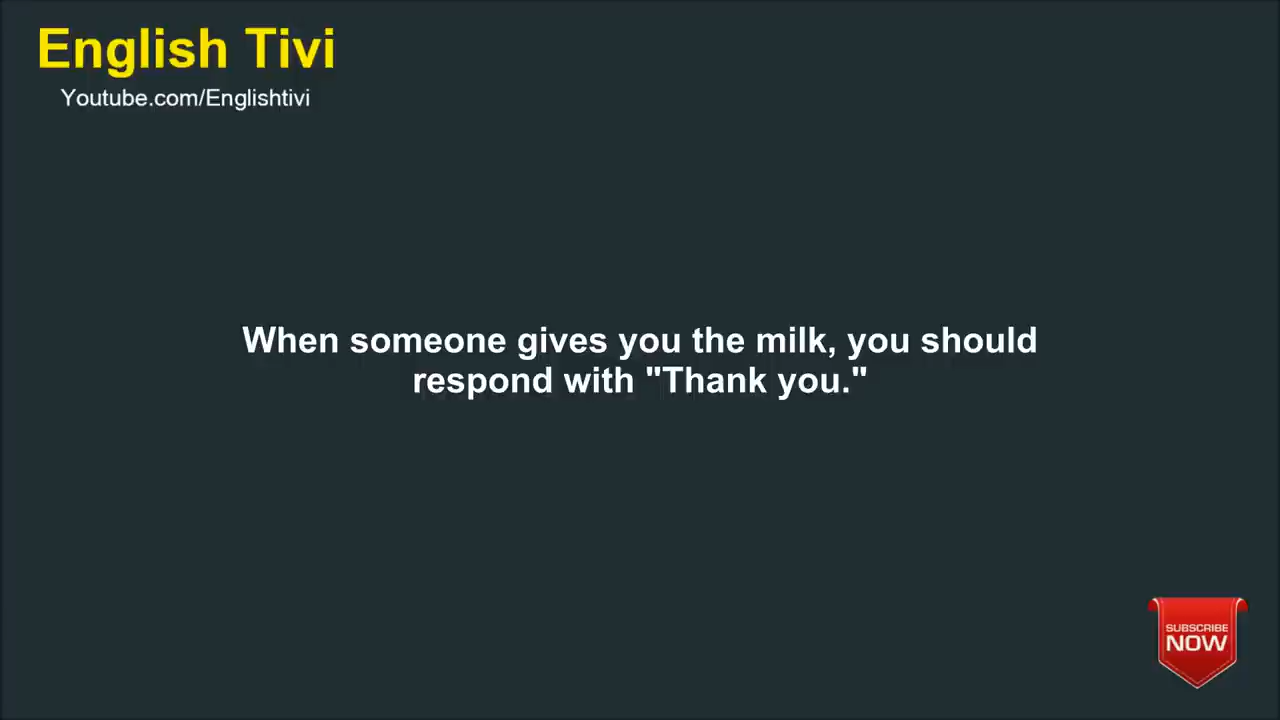 English Tivi
Youtube.com/Englishtivi
When someone gives you the milk, you should
respond with "Thank you."
SUBSCRIBE
NOW